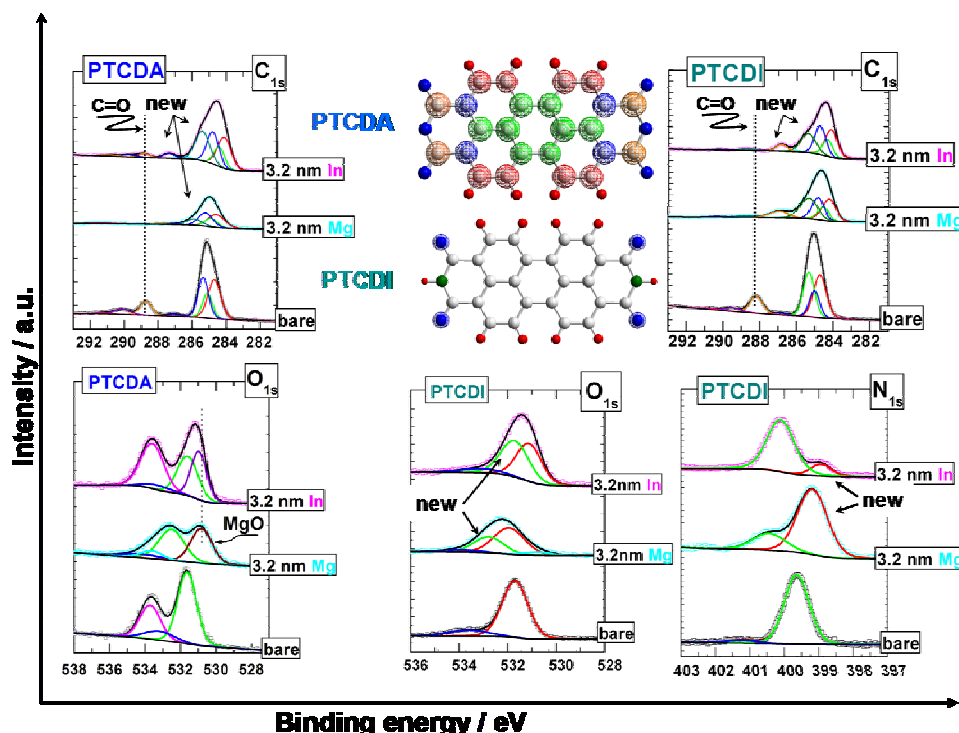 PTCDA
C1s
C=O
new
3.2 nm In
3.2 nm Mg
bare
292 290 288 286 284 282
PTCDA
PTCDI
PTCDI
C1s
C=O
new
3.2 nm In
3.2 nm Mg
bare
292 290 288 286 284 282
PTCDA
O1s
3.2 nm In
MgO
3.2 nm Mg
bare
538 536 534 532 530 528
PTCDI
O1s
3.2nm In
new
3.2nm Mg
bare
536 534 532 530 528
PTCDI
N1s
3.2 nm In
new
3.2 nm Mg
bare
403 402 401 400 399 398 397
Intensity / a.u.
Binding energy / eV